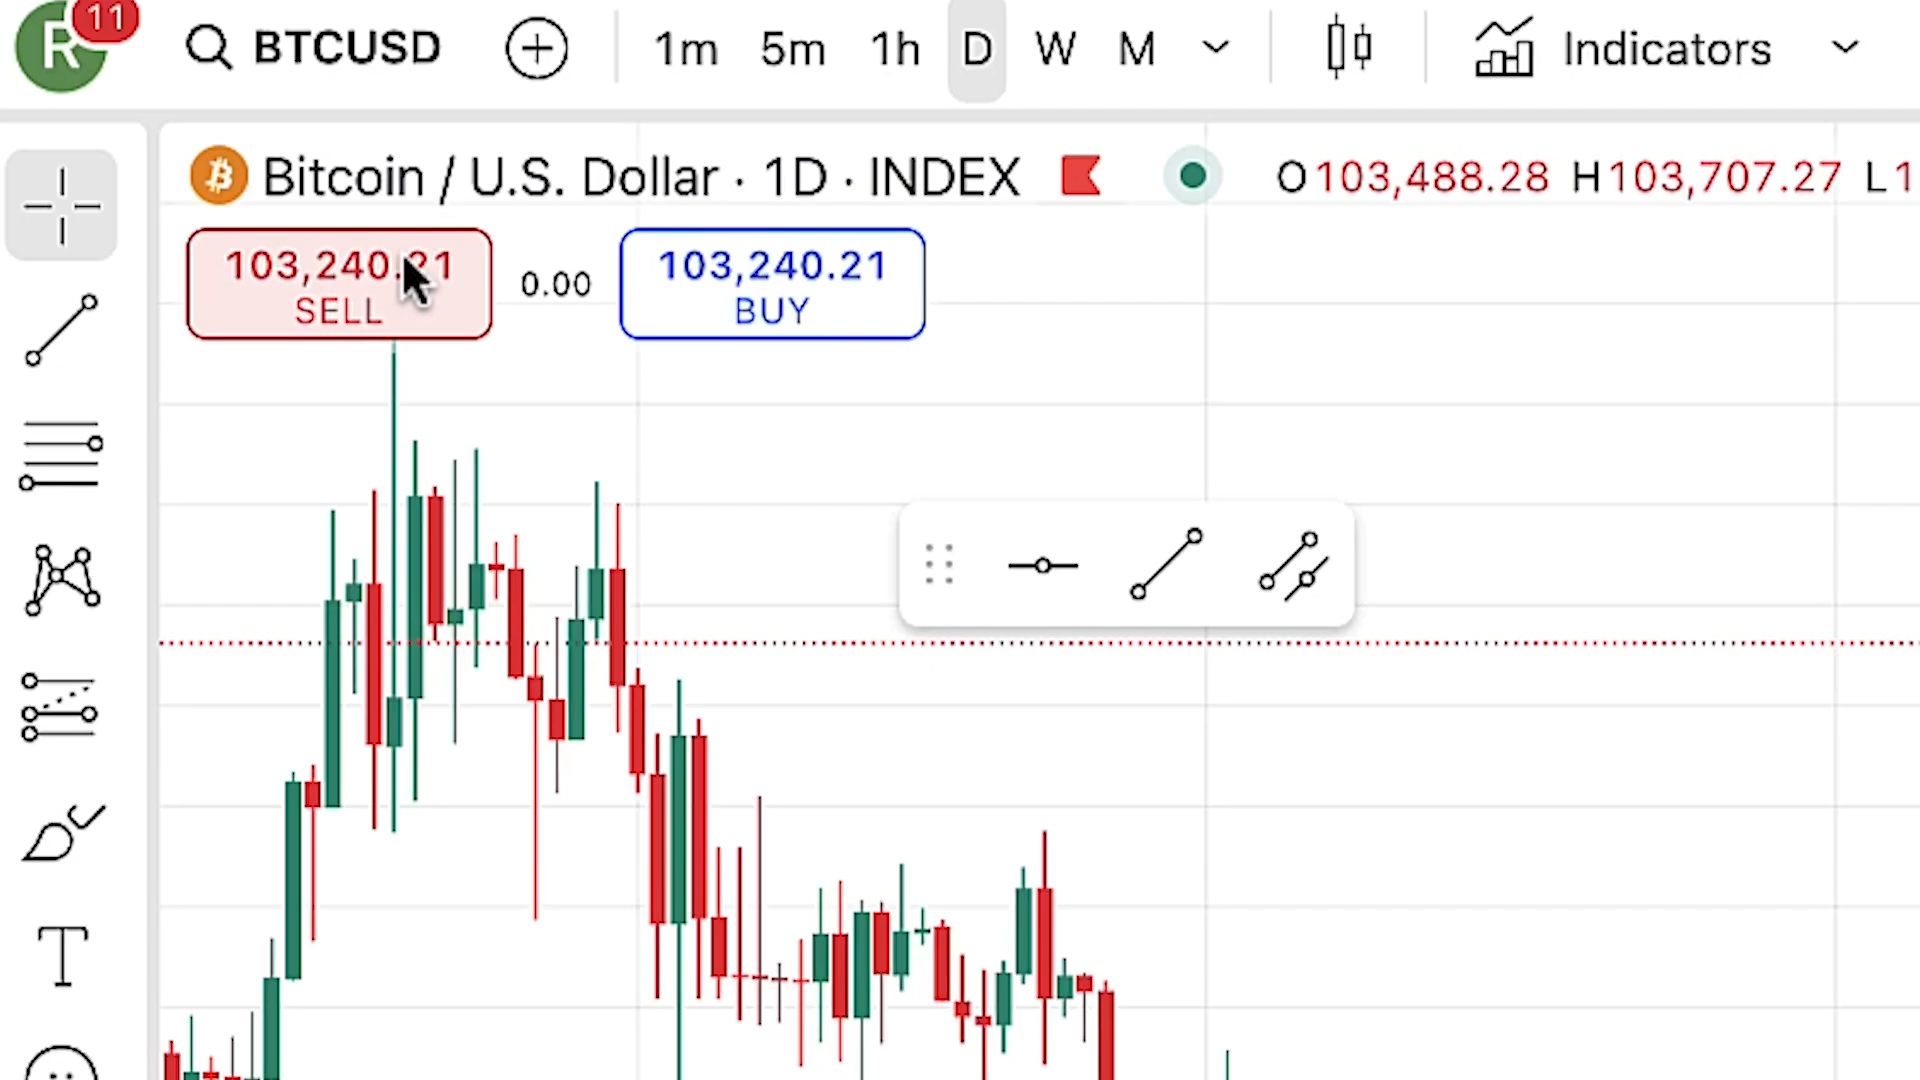 R 11 BTCUSD 1m 5m 1h D W M Indicators
Bitcoin / U.S. Dollar · 1D · INDEX O103,488.28 H103,707.27 L1
103,240.21 0.00 103,240.21
SELL BUY